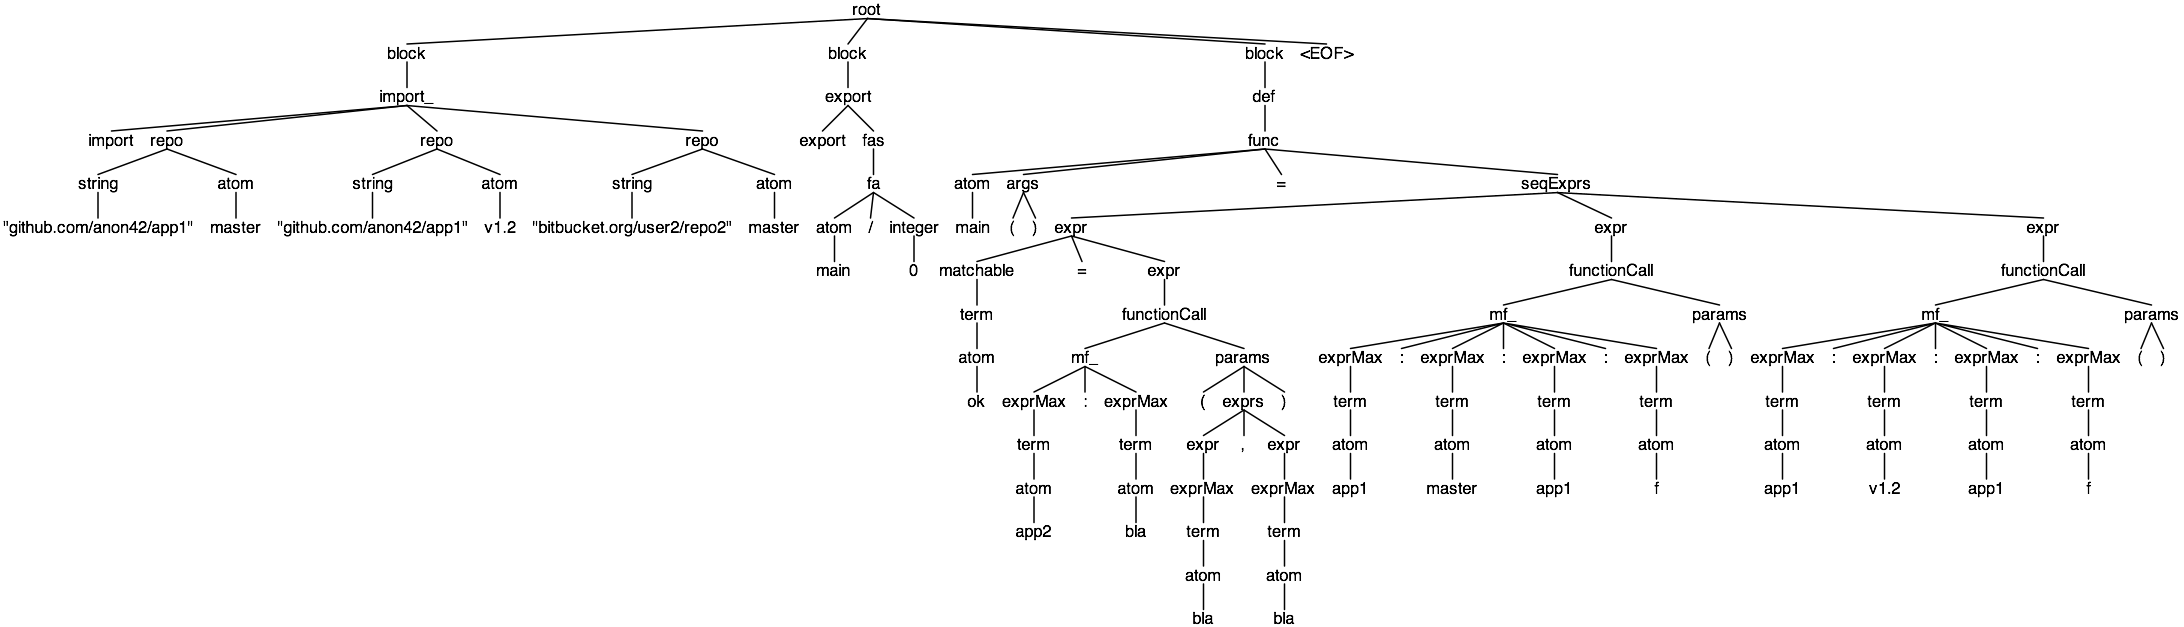 root
block block block <EOF>
import_ export def
import repo repo repo export fas func
string atom string atom string atom fa atom args = seqExprs
"github.com/anon42/app1" master "github.com/anon42/app1" v1.2 "bitbucket.org/user2/repo2" master atom / integer main ( ) expr expr expr
main 0 matchable = expr functionCall functionCall
term functionCall mf_ params mf_ params
atom mf_ params exprMax : exprMax : exprMax : exprMax ( ) exprMax : exprMax : exprMax : exprMax ( )
ok exprMax : exprMax ( exprs ) term term term term term term term term
term term expr , expr atom atom atom atom atom atom atom atom
atom atom exprMax exprMax app1 master app1 f app1 v1.2 app1 f
app2 bla term term
atom atom
bla bla